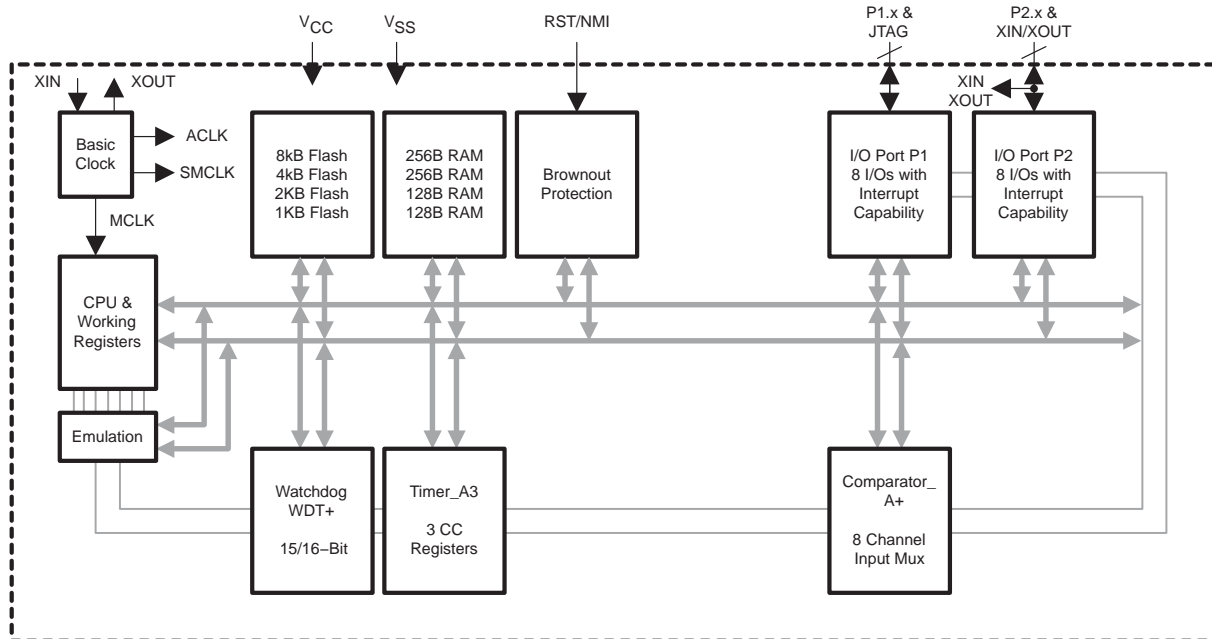 VCC
VSS
RST/NMI
P1.x &
JTAG
P2.x &
XIN/XOUT
XIN
XOUT
XIN
XOUT
Basic
Clock
ACLK
SMCLK
MCLK
8kB Flash
4kB Flash
2KB Flash
1KB Flash
256B RAM
256B RAM
128B RAM
128B RAM
Brownout
Protection
I/O Port P1
8 I/Os with
Interrupt
Capability
I/O Port P2
8 I/Os with
Interrupt
Capability
CPU &
Working
Registers
Emulation
Watchdog
WDT+
15/16−Bit
Timer_A3
3 CC
Registers
Comparator_
A+
8 Channel
Input Mux